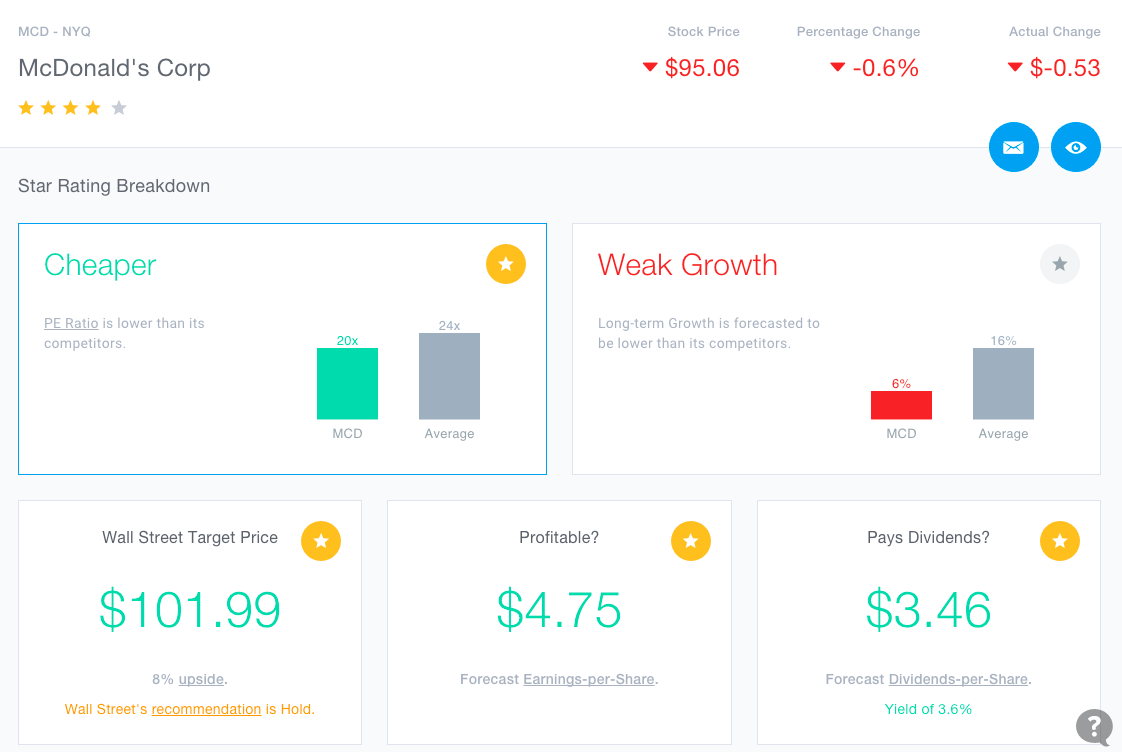 MCD - NYQ
McDonald's Corp
Stock Price
$95.06
Percentage Change
-0.6%
Actual Change
$-0.53
Star Rating Breakdown
Cheaper
PE Ratio is lower than its
competitors.
20x
24x
MCD
Average
Weak Growth
Long-term Growth is forecasted to
be lower than its competitors.
6%
16%
MCD
Average
Wall Street Target Price
$101.99
8% upside.
Wall Street's recommendation is Hold.
Profitable?
$4.75
Forecast Earnings-per-Share.
Pays Dividends?
$3.46
Forecast Dividends-per-Share.
Yield of 3.6%
?